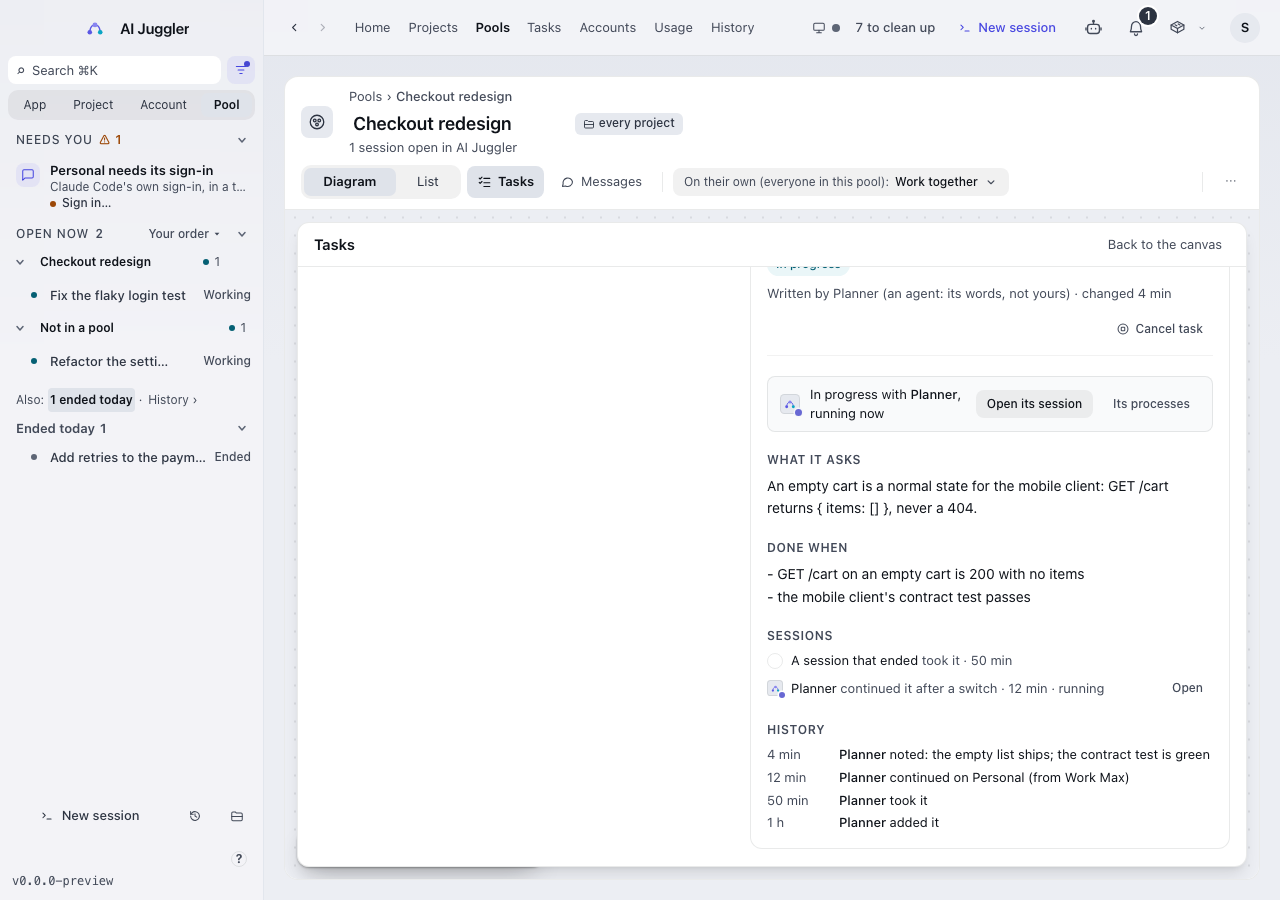 AI Juggler
Search ⌘K
App Project Account Pool
NEEDS YOU 1
Personal needs its sign-in
Claude Code's own sign-in, in a t…
Sign in…
OPEN NOW 2 Your order
Checkout redesign 1
Fix the flaky login test Working
Not in a pool 1
Refactor the setti… Working
Also: 1 ended today · History ›
Ended today 1
Add retries to the paym… Ended
New session
?
v0.0.0-preview
Home Projects Pools Tasks Accounts Usage History
7 to clean up
New session
1
S
Pools › Checkout redesign
Checkout redesign
every project
1 session open in AI Juggler
Diagram List Tasks Messages
On their own (everyone in this pool): Work together
Tasks
Back to the canvas
In progress
Written by Planner (an agent: its words, not yours) · changed 4 min
Cancel task
In progress with Planner,
running now
Open its session Its processes
WHAT IT ASKS
An empty cart is a normal state for the mobile client: GET /cart
returns { items: [] }, never a 404.
DONE WHEN
- GET /cart on an empty cart is 200 with no items
- the mobile client's contract test passes
SESSIONS
A session that ended took it · 50 min
Planner continued it after a switch · 12 min · running Open
HISTORY
4 min Planner noted: the empty list ships; the contract test is green
12 min Planner continued on Personal (from Work Max)
50 min Planner took it
1 h Planner added it